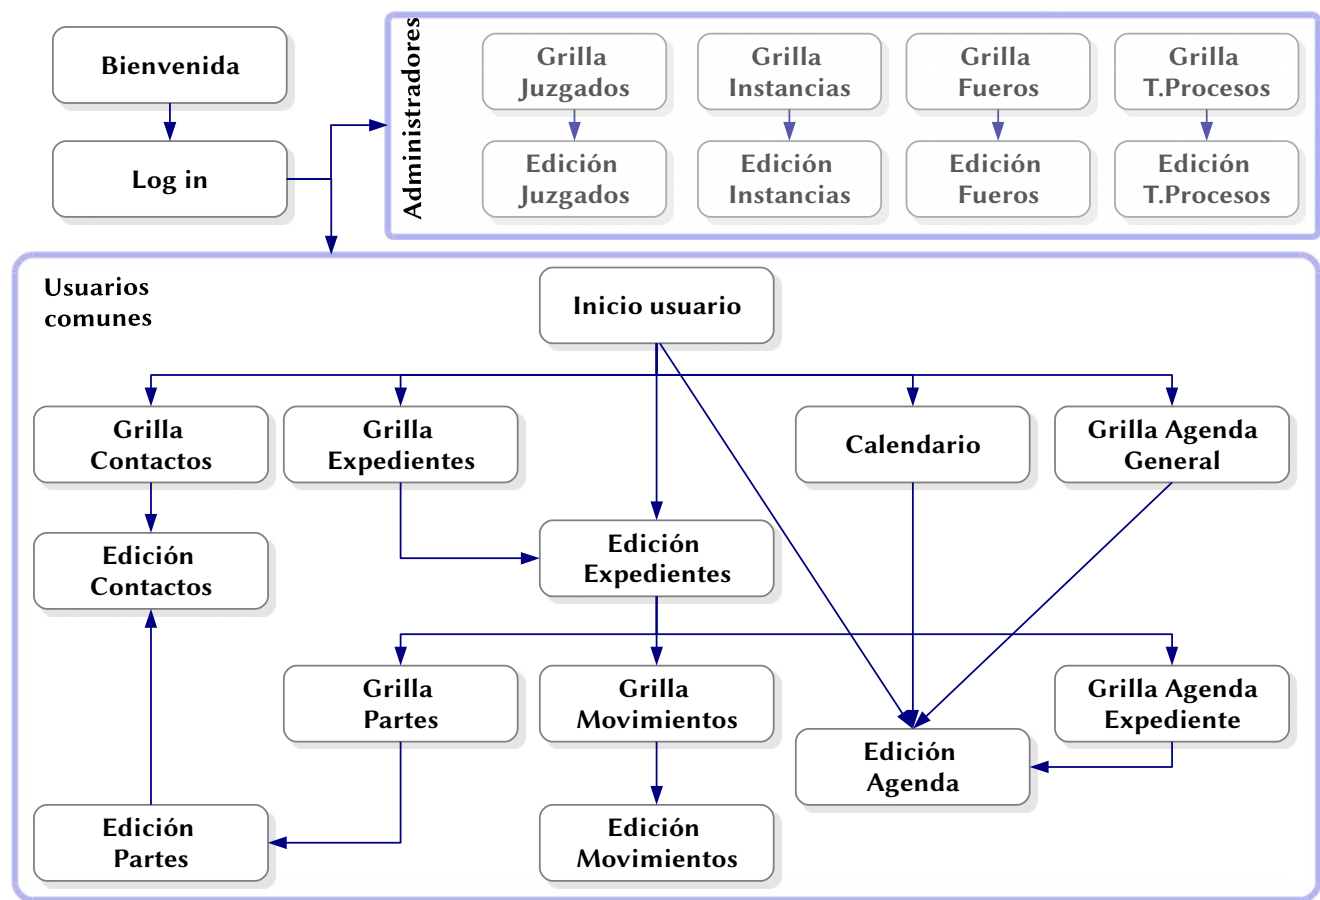 Bienvenida
Log in
Administradores
Grilla
Juzgados
Grilla
Instancias
Grilla
Fueros
Grilla
T.Procesos
Edición
Juzgados
Edición
Instancias
Edición
Fueros
Edición
T.Procesos
Usuarios
comunes
Inicio usuario
Grilla
Contactos
Grilla
Expedientes
Calendario
Grilla Agenda
General
Edición
Contactos
Edición
Expedientes
Grilla
Partes
Grilla
Movimientos
Grilla Agenda
Expediente
Edición
Agenda
Edición
Partes
Edición
Movimientos